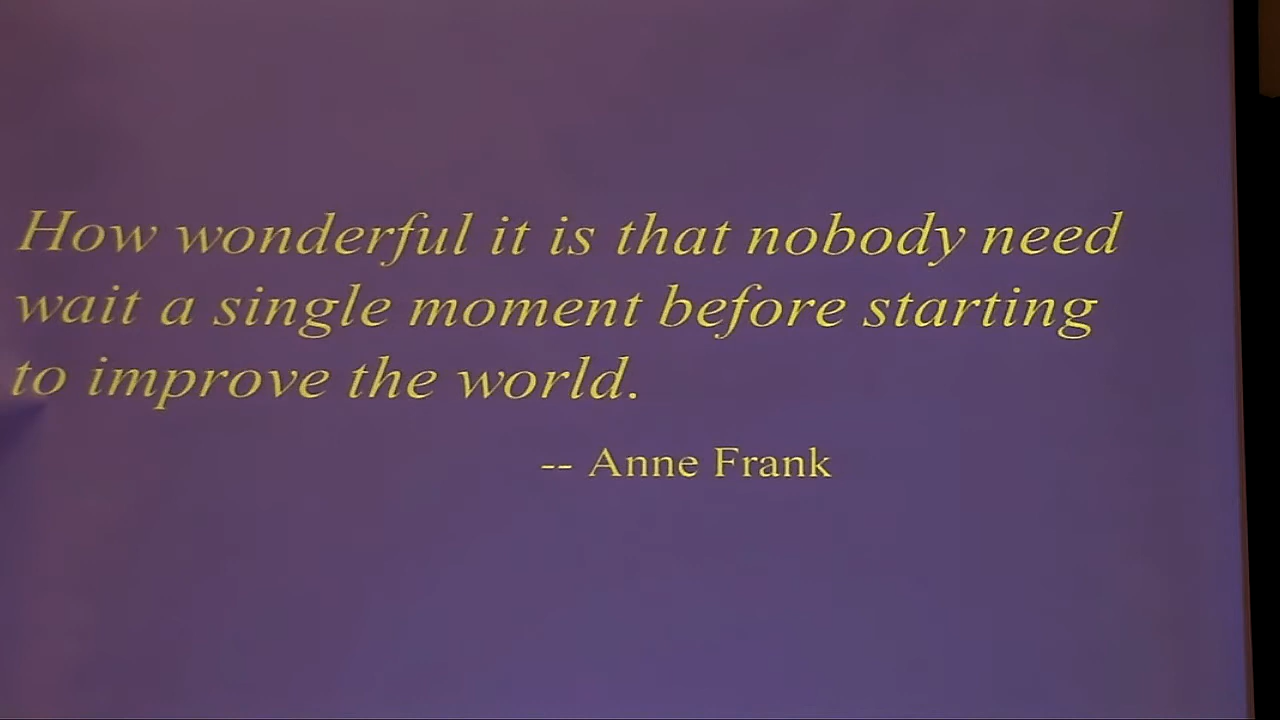 How wonderful it is that nobody need
wait a single moment before starting
to improve the world.
-- Anne Frank